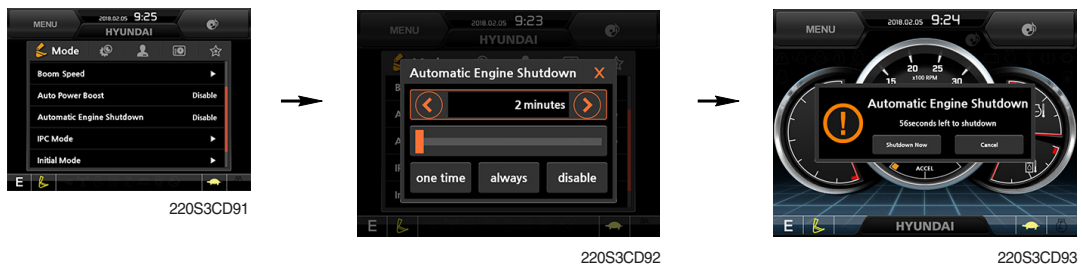 MENU
2018.02.05 9:25
HYUNDAI
Mode
Boom Speed
Auto Power Boost Disable
Automatic Engine Shutdown Disable
IPC Mode
Initial Mode
E
220S3CD91
MENU
2018.02.05 9:23
HYUNDAI
Automatic Engine Shutdown X
2 minutes
one time always disable
E
220S3CD92
MENU
2018.02.05 9:24
20 25
15 x100 RPM 30
Automatic Engine Shutdown
56seconds left to shutdown
Shutdown Now Cancel
ACCEL
E
HYUNDAI
220S3CD93